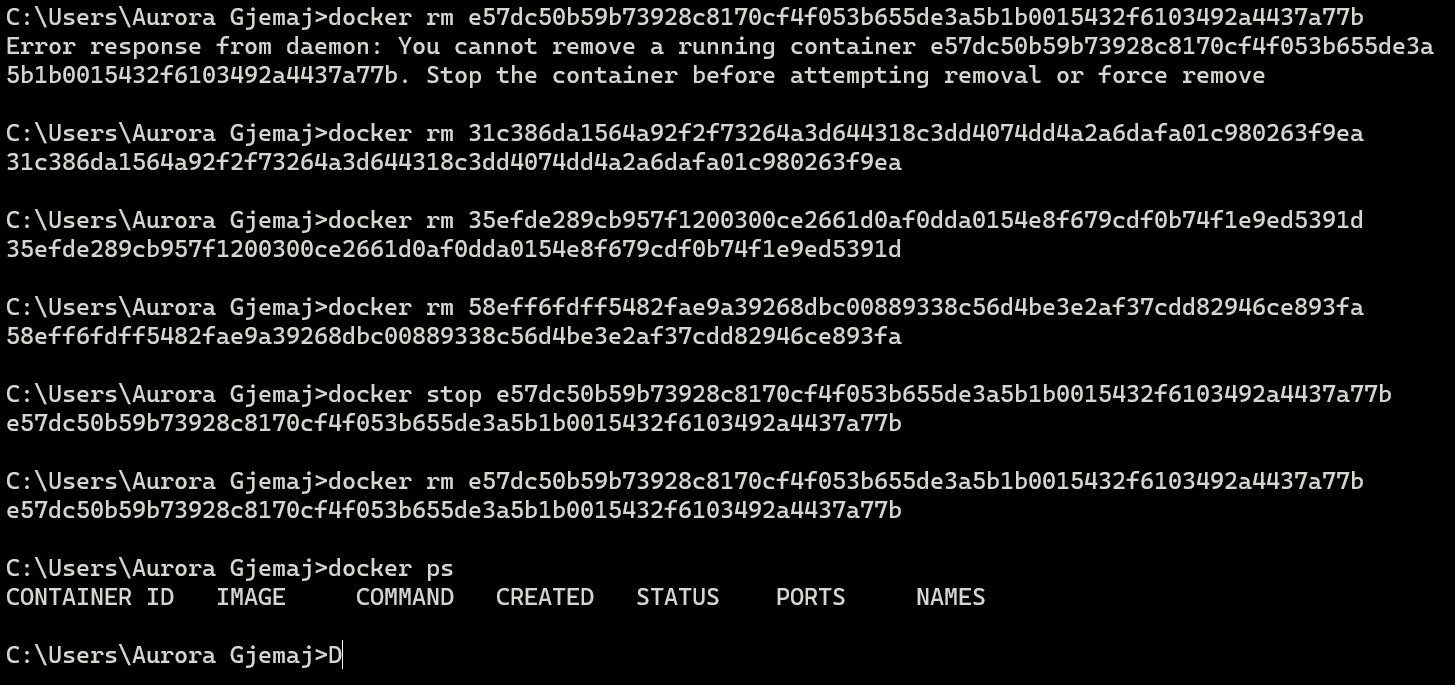 C:\Users\Aurora Gjemaj>docker rm e57dc50b59b73928c8170cf4f053b655de3a5b1b0015432f6103492a4437a77b
Error response from daemon: You cannot remove a running container e57dc50b59b73928c8170cf4f053b655de3a
5b1b0015432f6103492a4437a77b. Stop the container before attempting removal or force remove
C:\Users\Aurora Gjemaj>docker rm 31c386da1564a92f2f73264a3d644318c3dd4074dd4a2a6dafa01c980263f9ea
31c386da1564a92f2f73264a3d644318c3dd4074dd4a2a6dafa01c980263f9ea
C:\Users\Aurora Gjemaj>docker rm 35efde289cb957f1200300ce2661d0af0dda0154e8f679cdf0b74f1e9ed5391d
35efde289cb957f1200300ce2661d0af0dda0154e8f679cdf0b74f1e9ed5391d
C:\Users\Aurora Gjemaj>docker rm 58eff6fdff5482fae9a39268dbc00889338c56d4be3e2af37cdd82946ce893fa
58eff6fdff5482fae9a39268dbc00889338c56d4be3e2af37cdd82946ce893fa
C:\Users\Aurora Gjemaj>docker stop e57dc50b59b73928c8170cf4f053b655de3a5b1b0015432f6103492a4437a77b
e57dc50b59b73928c8170cf4f053b655de3a5b1b0015432f6103492a4437a77b
C:\Users\Aurora Gjemaj>docker rm e57dc50b59b73928c8170cf4f053b655de3a5b1b0015432f6103492a4437a77b
e57dc50b59b73928c8170cf4f053b655de3a5b1b0015432f6103492a4437a77b
C:\Users\Aurora Gjemaj>docker ps
CONTAINER ID   IMAGE     COMMAND   CREATED   STATUS    PORTS     NAMES
C:\Users\Aurora Gjemaj>D